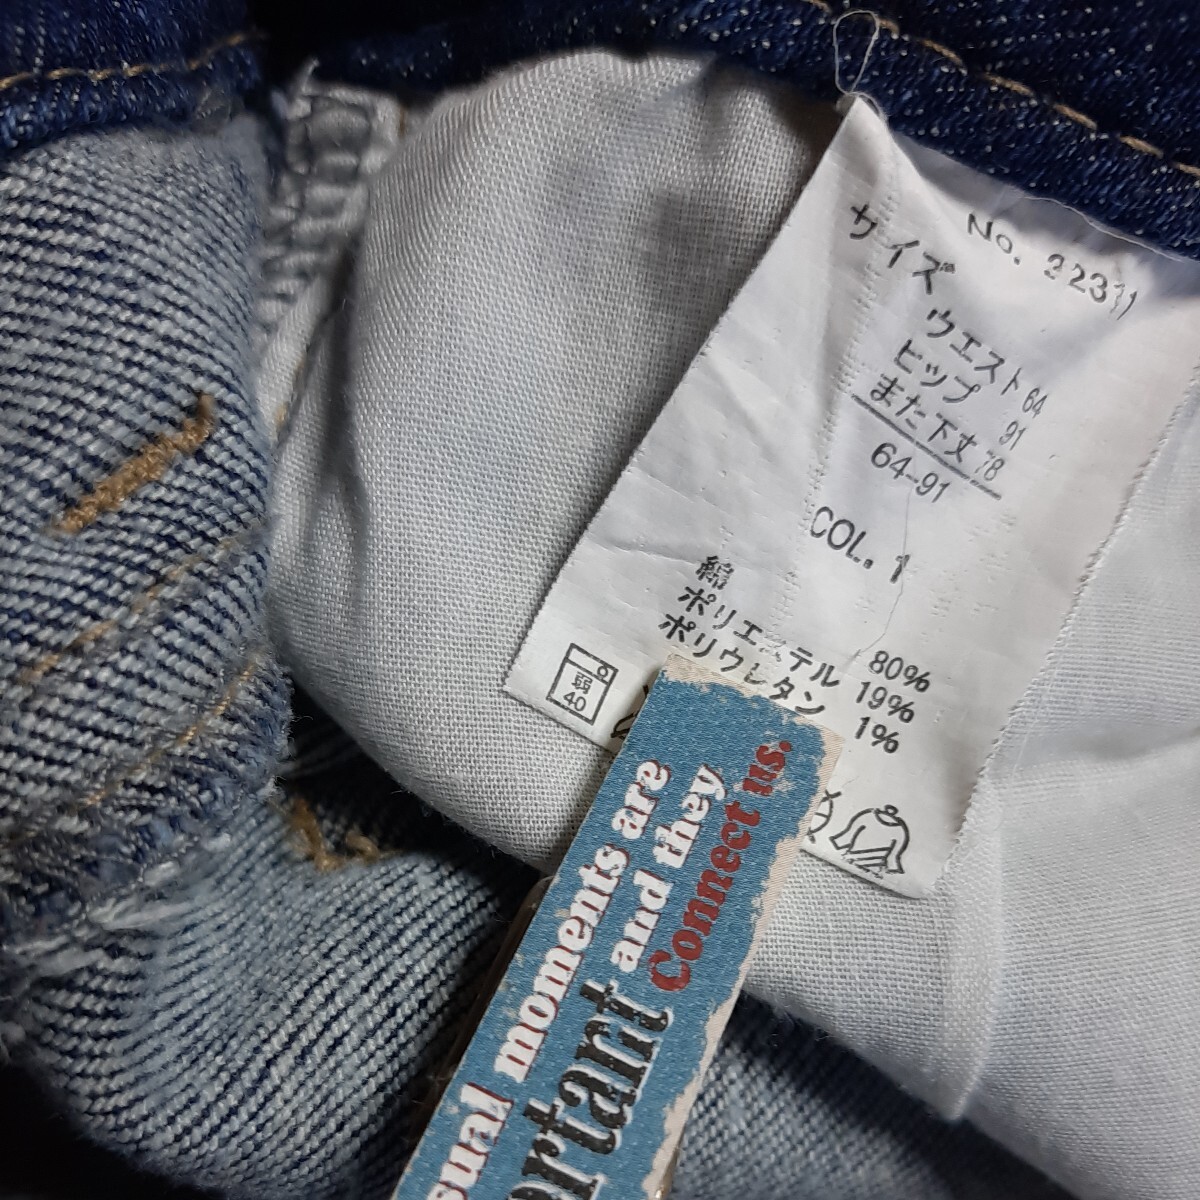 No. 32311
サイズ
ウエスト 64
ヒップ 91
また下丈 78
64-91
COL. 1
綿 80%
ポリエステル 19%
ポリウレタン 1%
弱
40
moments are
and they
Connect us.